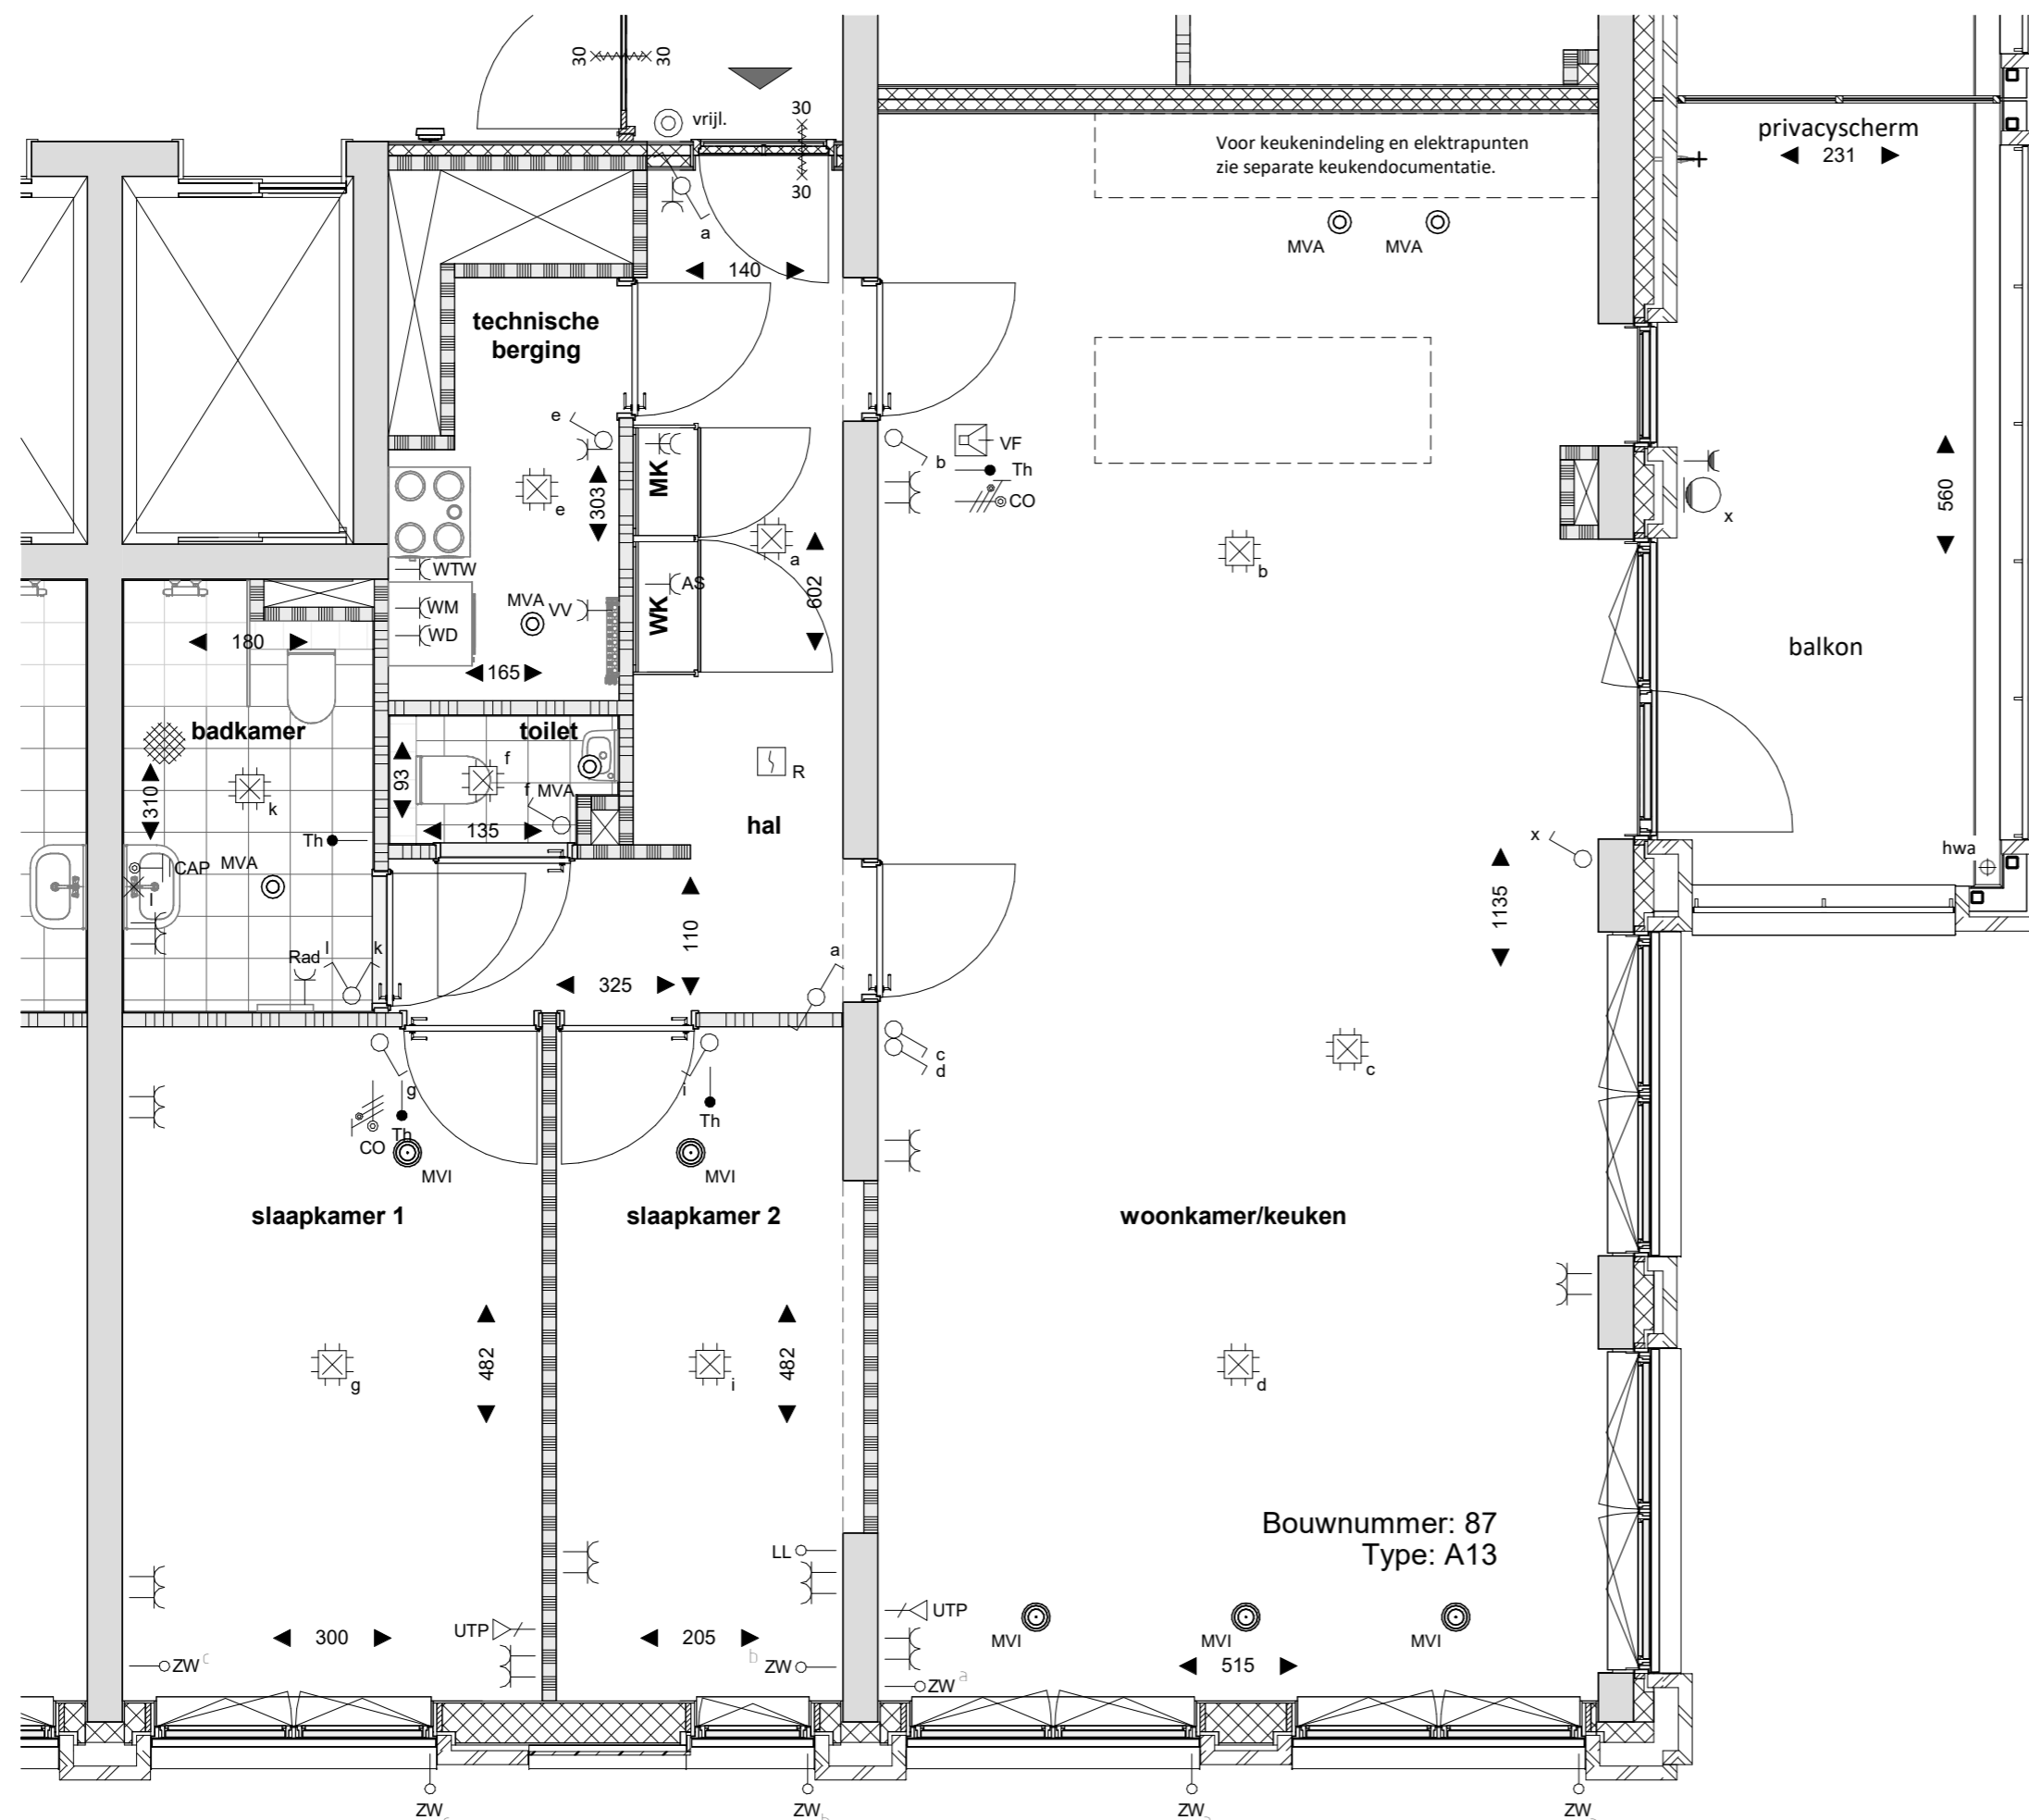 30
30
vrijl.
30
30
Voor keukenindeling en elektrapunten
zie separate keukendocumentatie.
privacyscherm
231
a
140
MVA
MVA
technische
berging
e
e
303
MK
a
WTW
WM
WD
MVA
VV
WK
AS
602
165
b
VF
Th
CO
b
x
560
balkon
180
badkamer
310
k
Th
CAP
MVA
l
Rad
l
k
toilet
f
93
f
MVA
135
R
hal
110
325
a
x
1135
hwa
c
d
c
g
CO
Th
MVI
i
Th
MVI
slaapkamer 1
slaapkamer 2
woonkamer/keuken
482
482
g
i
d
Bouwnummer: 87
Type: A13
LL
UTP
UTP
MVI
MVI
MVI
300
205
515
ZW c
b
ZW
ZW a
ZW
ZW b
ZW
ZW